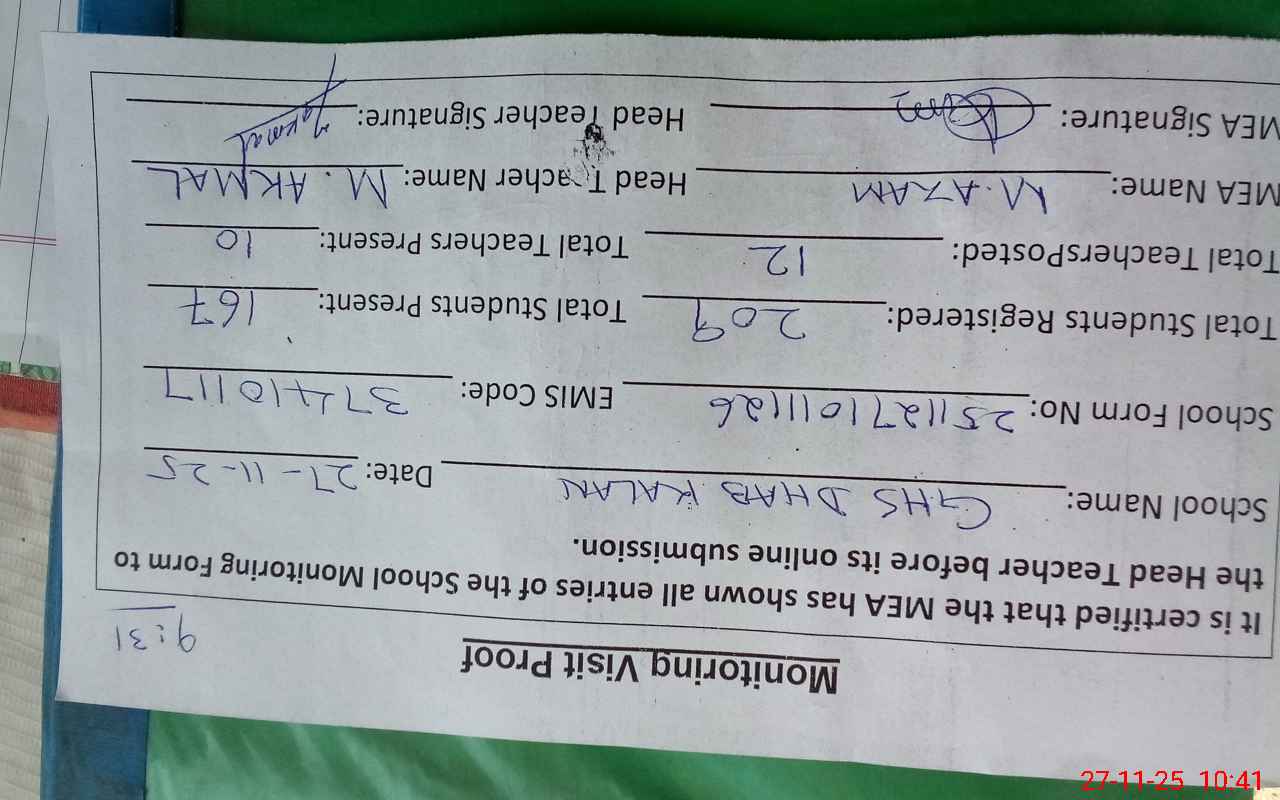 Monitoring Visit Proof
9:31
It is certified that the MEA has shown all entries of the School Monitoring Form to
the Head Teacher before its online submission.
School Name: GHS DHAB KALAN Date: 27-11-25
School Form No: 251127101126 EMIS Code: 37410117
Total Students Registered: 209 Total Students Present: 167
Total TeachersPosted: 12 Total Teachers Present: 10
MEA Name: M. AZAM Head Teacher Name: M. AKMAL
MEA Signature: Head Teacher Signature: Makmal
27-11-25 10:41